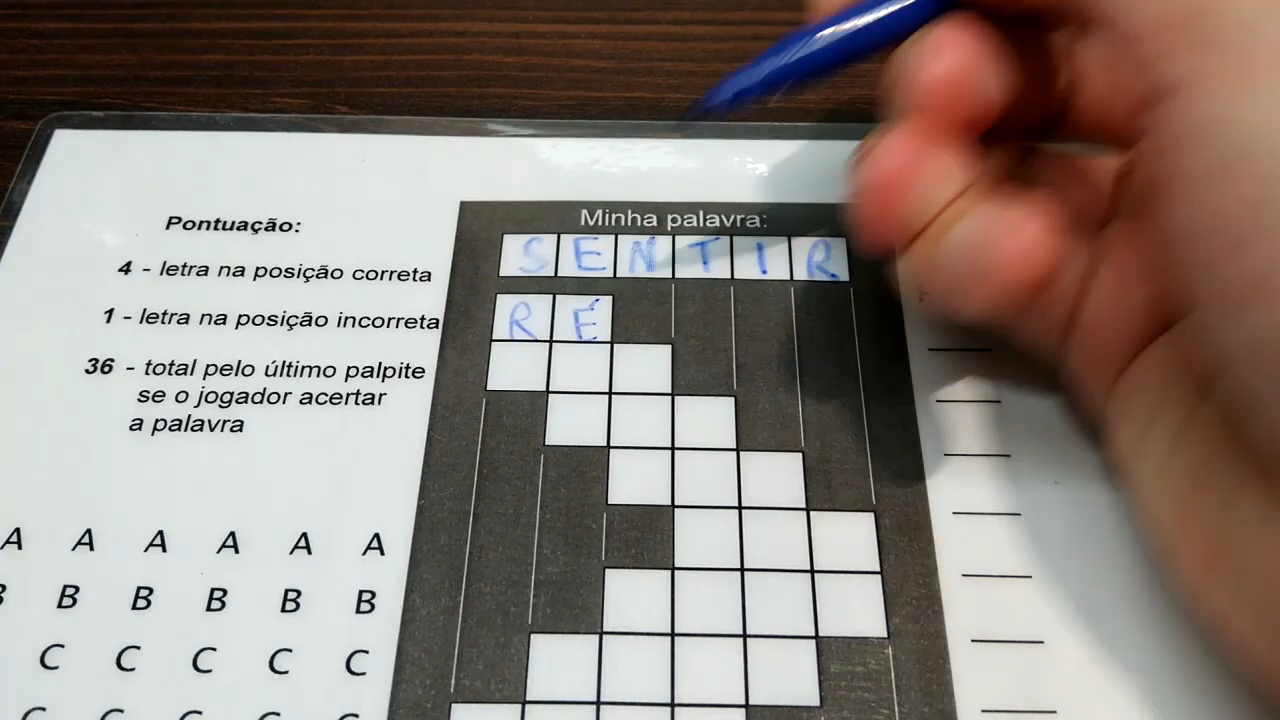 Pontuação:
4 - letra na posição correta
1 - letra na posição incorreta
36 - total pelo último palpite
se o jogador acertar
a palavra
A A A A A A
B B B B B B
C C C C C
Minha palavra:
SENTIR
RÉ